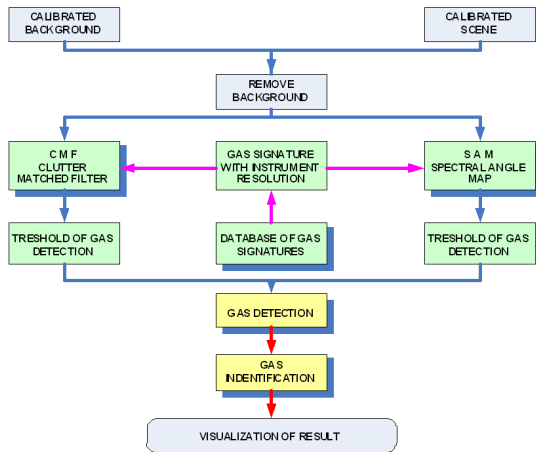 CALIBRATED
BACKGROUND
CALIBRATED
SCENE
REMOVE
BACKGROUND
C M F
CLUTTER
MATCHED FILTER
GAS SIGNATURE
WITH INSTRUMENT
RESOLUTION
S A M
SPECTRAL ANGLE
MAP
TRESHOLD OF GAS
DETECTION
DATABASE OF GAS
SIGNATURES
TRESHOLD OF GAS
DETECTION
GAS DETECTION
GAS
INDENTIFICATION
VISUALIZATION OF RESULT